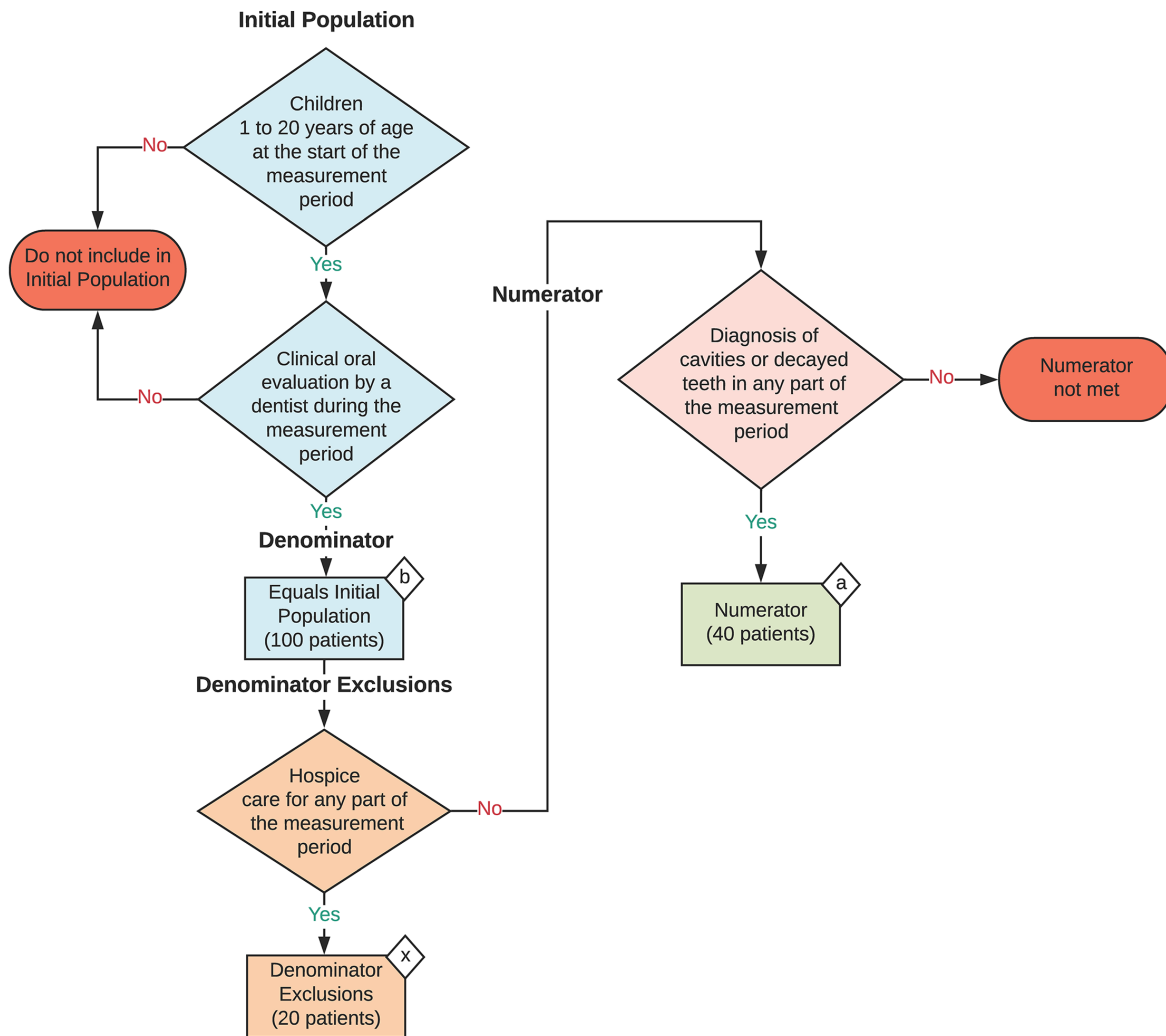 Initial Population
Children
1 to 20 years of age
at the start of the
measurement
period
No
Yes
Do not include in
Initial Population
Clinical oral
evaluation by a
dentist during the
measurement
period
No
Yes
Denominator
b
Equals Initial
Population
(100 patients)
Denominator Exclusions
Hospice
care for any part of
the measurement
period
No
Yes
x
Denominator
Exclusions
(20 patients)
Numerator
Diagnosis of
cavities or decayed
teeth in any part of
the measurement
period
No
Numerator
not met
Yes
a
Numerator
(40 patients)